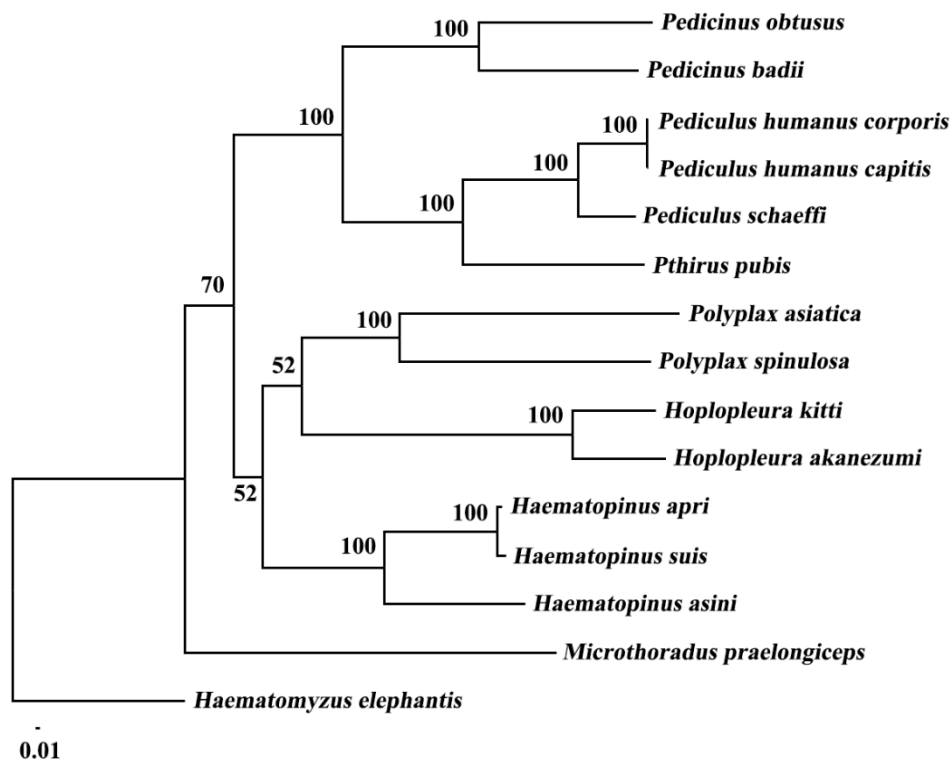 100
Pedicinus obtusus
Pedicinus badii
100
100
Pediculus humanus corporis
Pediculus humanus capitis
100
100
Pediculus schaeffi
Pthirus pubis
70
100
Polyplax asiatica
Polyplax spinulosa
52
100
Hoplopleura kitti
Hoplopleura akanezumi
52
100
Haematopinus apri
Haematopinus suis
100
Haematopinus asini
Microthoradus praelongiceps
Haematomyzus elephantis
0.01